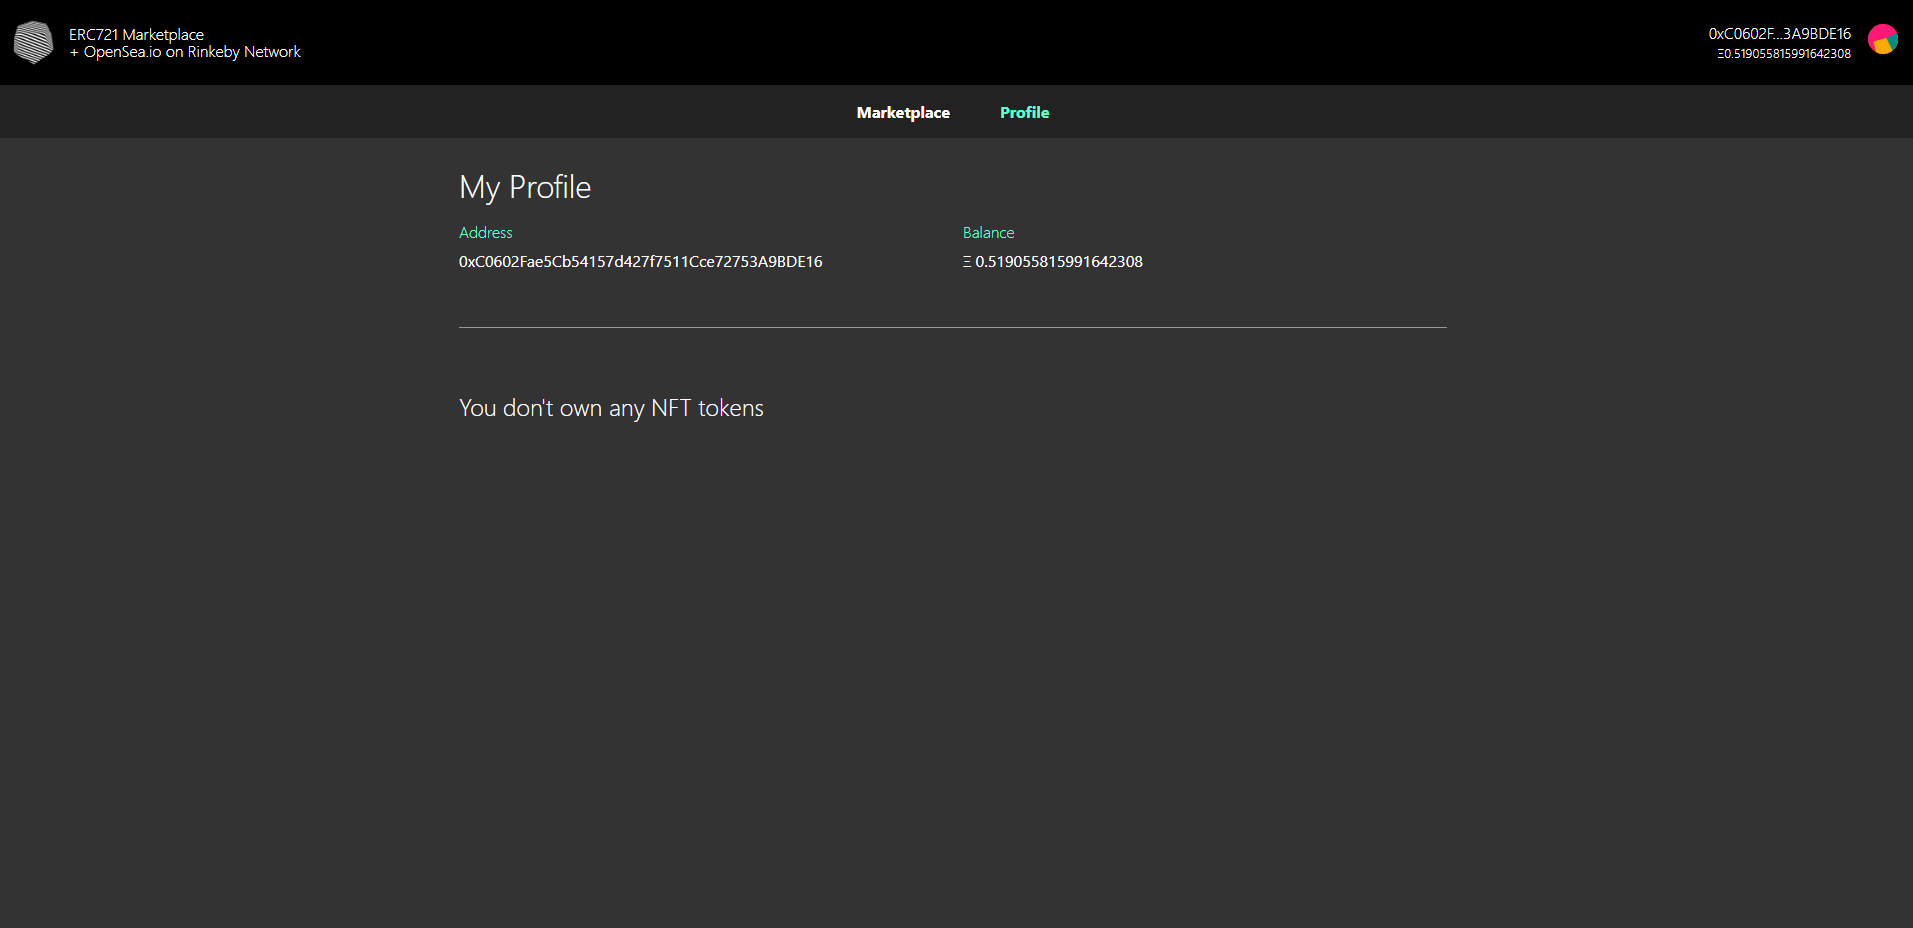 ERC721 Marketplace
+ OpenSea.io on Rinkeby Network
0xC0602F...3A9BDE16
Ξ0.519055815991642308
Marketplace
Profile
My Profile
Address
0xC0602Fae5Cb54157d427f7511Cce72753A9BDE16
Balance
Ξ 0.519055815991642308
You don't own any NFT tokens